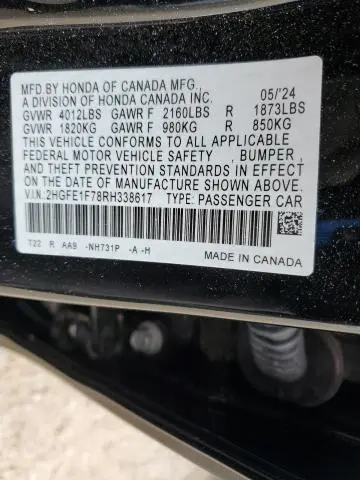 MFD.BY HONDA OF CANADA MFG.,
A DIVISION OF HONDA CANADA INC. 05/'24
GVWR 4012LBS GAWR F 2160LBS R 1873LBS
GVWR 1820KG GAWR F 980KG R 850KG
THIS VEHICLE CONFORMS TO ALL APPLICABLE
FEDERAL MOTOR VEHICLE SAFETY , BUMPER ,
AND THEFT PREVENTION STANDARDS IN EFFECT
ON THE DATE OF MANUFACTURE SHOWN ABOVE.
V.I.N:2HGFE1F78RH338617 TYPE: PASSENGER CAR
T22 R AA9 -NH731P -A -H MADE IN CANADA